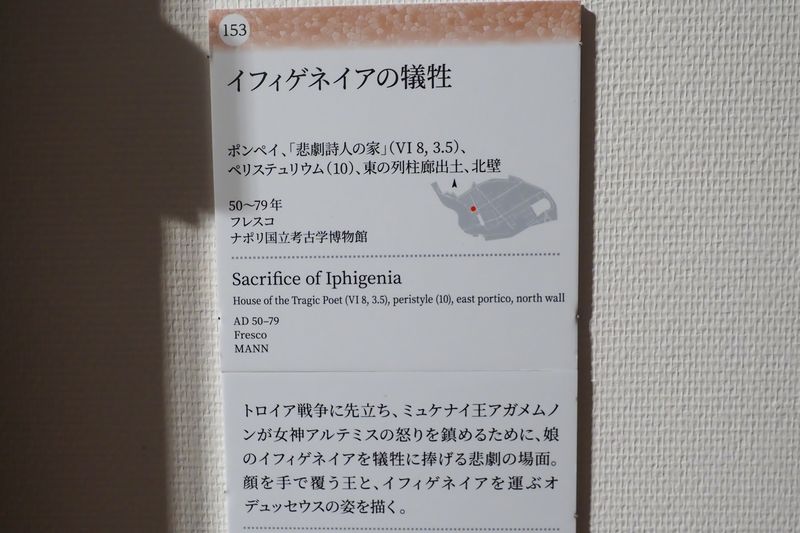 153
イフィゲネイアの犠牲
ポンペイ、「悲劇詩人の家」（VI 8, 3.5）、
ペリステュリウム（10）、東の列柱廊出土、北壁
50〜79年
フレスコ
ナポリ国立考古学博物館
Sacrifice of Iphigenia
House of the Tragic Poet (VI 8, 3.5), peristyle (10), east portico, north wall
AD 50–79
Fresco
MANN
トロイア戦争に先立ち、ミュケナイ王アガメムノ
ンが女神アルテミスの怒りを鎮めるために、娘
のイフィゲネイアを犠牲に捧げる悲劇の場面。
顔を手で覆う王と、イフィゲネイアを運ぶオ
デュッセウスの姿を描く。